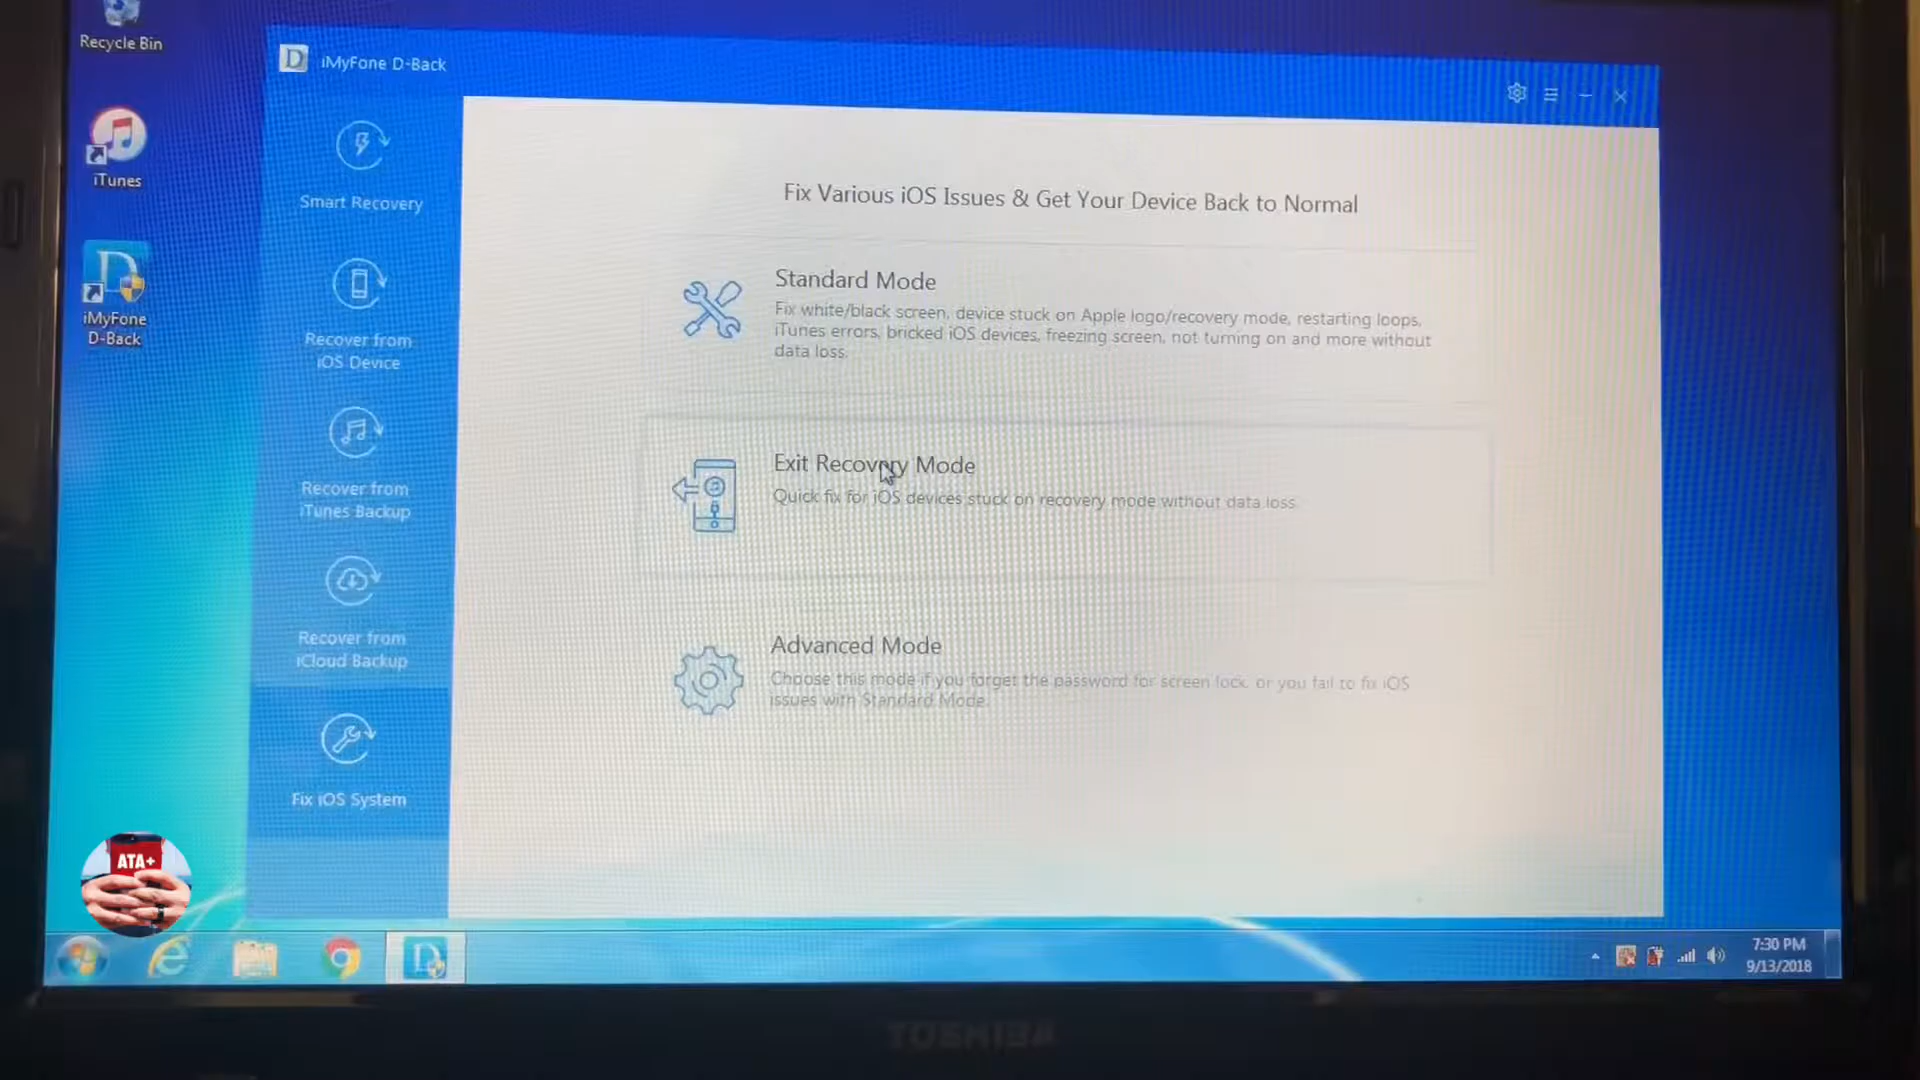 Recycle Bin
iTunes
iMyFone
D-Back
D
iMyFone D-Back
Smart Recovery
Recover from
iOS Device
Recover from
iTunes Backup
Recover from
iCloud Backup
Fix iOS System
Fix Various iOS Issues & Get Your Device Back to Normal
Standard Mode
Fix white/black screen, device stuck on Apple logo/recovery mode, restarting loops,
iTunes errors, bricked iOS devices, freezing screen, not turning on and more without
data loss.
Exit Recovery Mode
Quick fix for iOS devices stuck on recovery mode without data loss.
Advanced Mode
Choose this mode if you forget the password for screen lock, or you fail to fix iOS
issues with Standard Mode.
ATA+
7:30 PM
9/13/2018
TOSHIBA